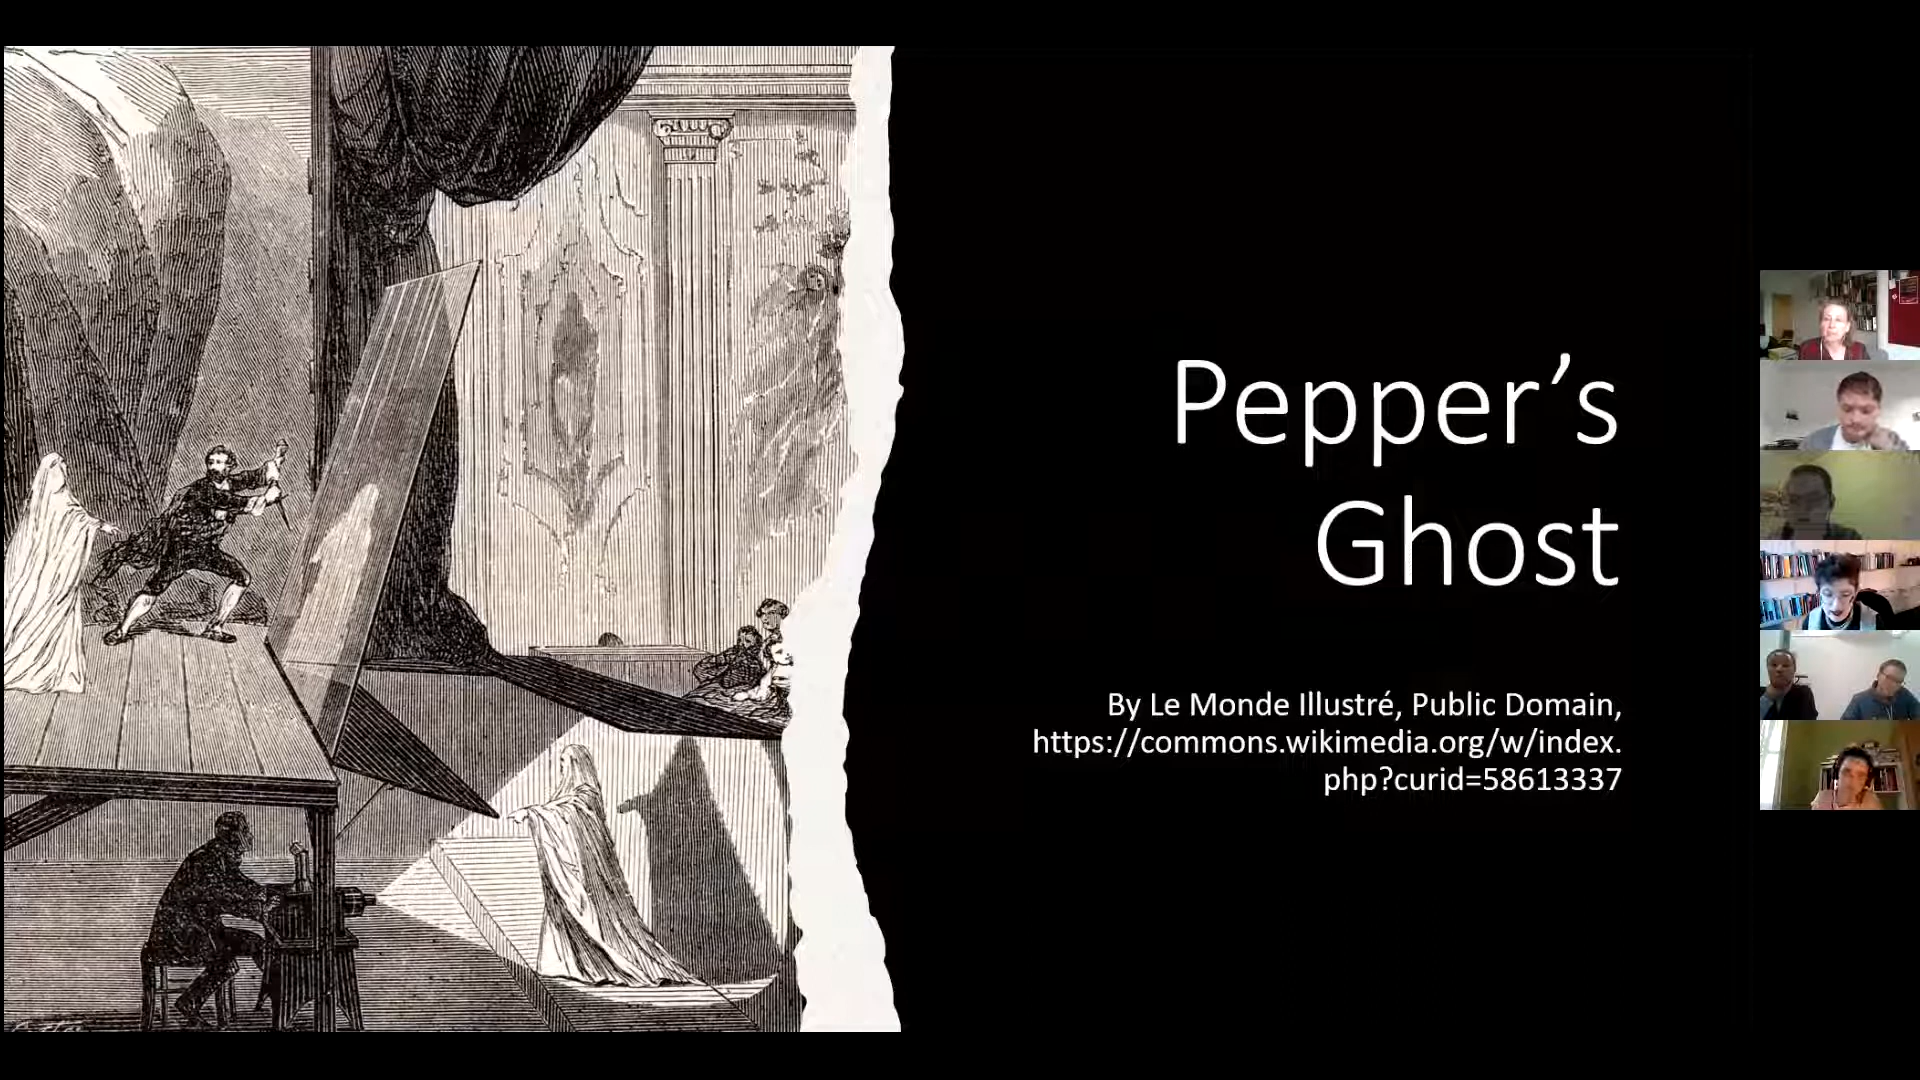 Pepper’s
Ghost
By Le Monde Illustré, Public Domain,
https://commons.wikimedia.org/w/index.
php?curid=58613337